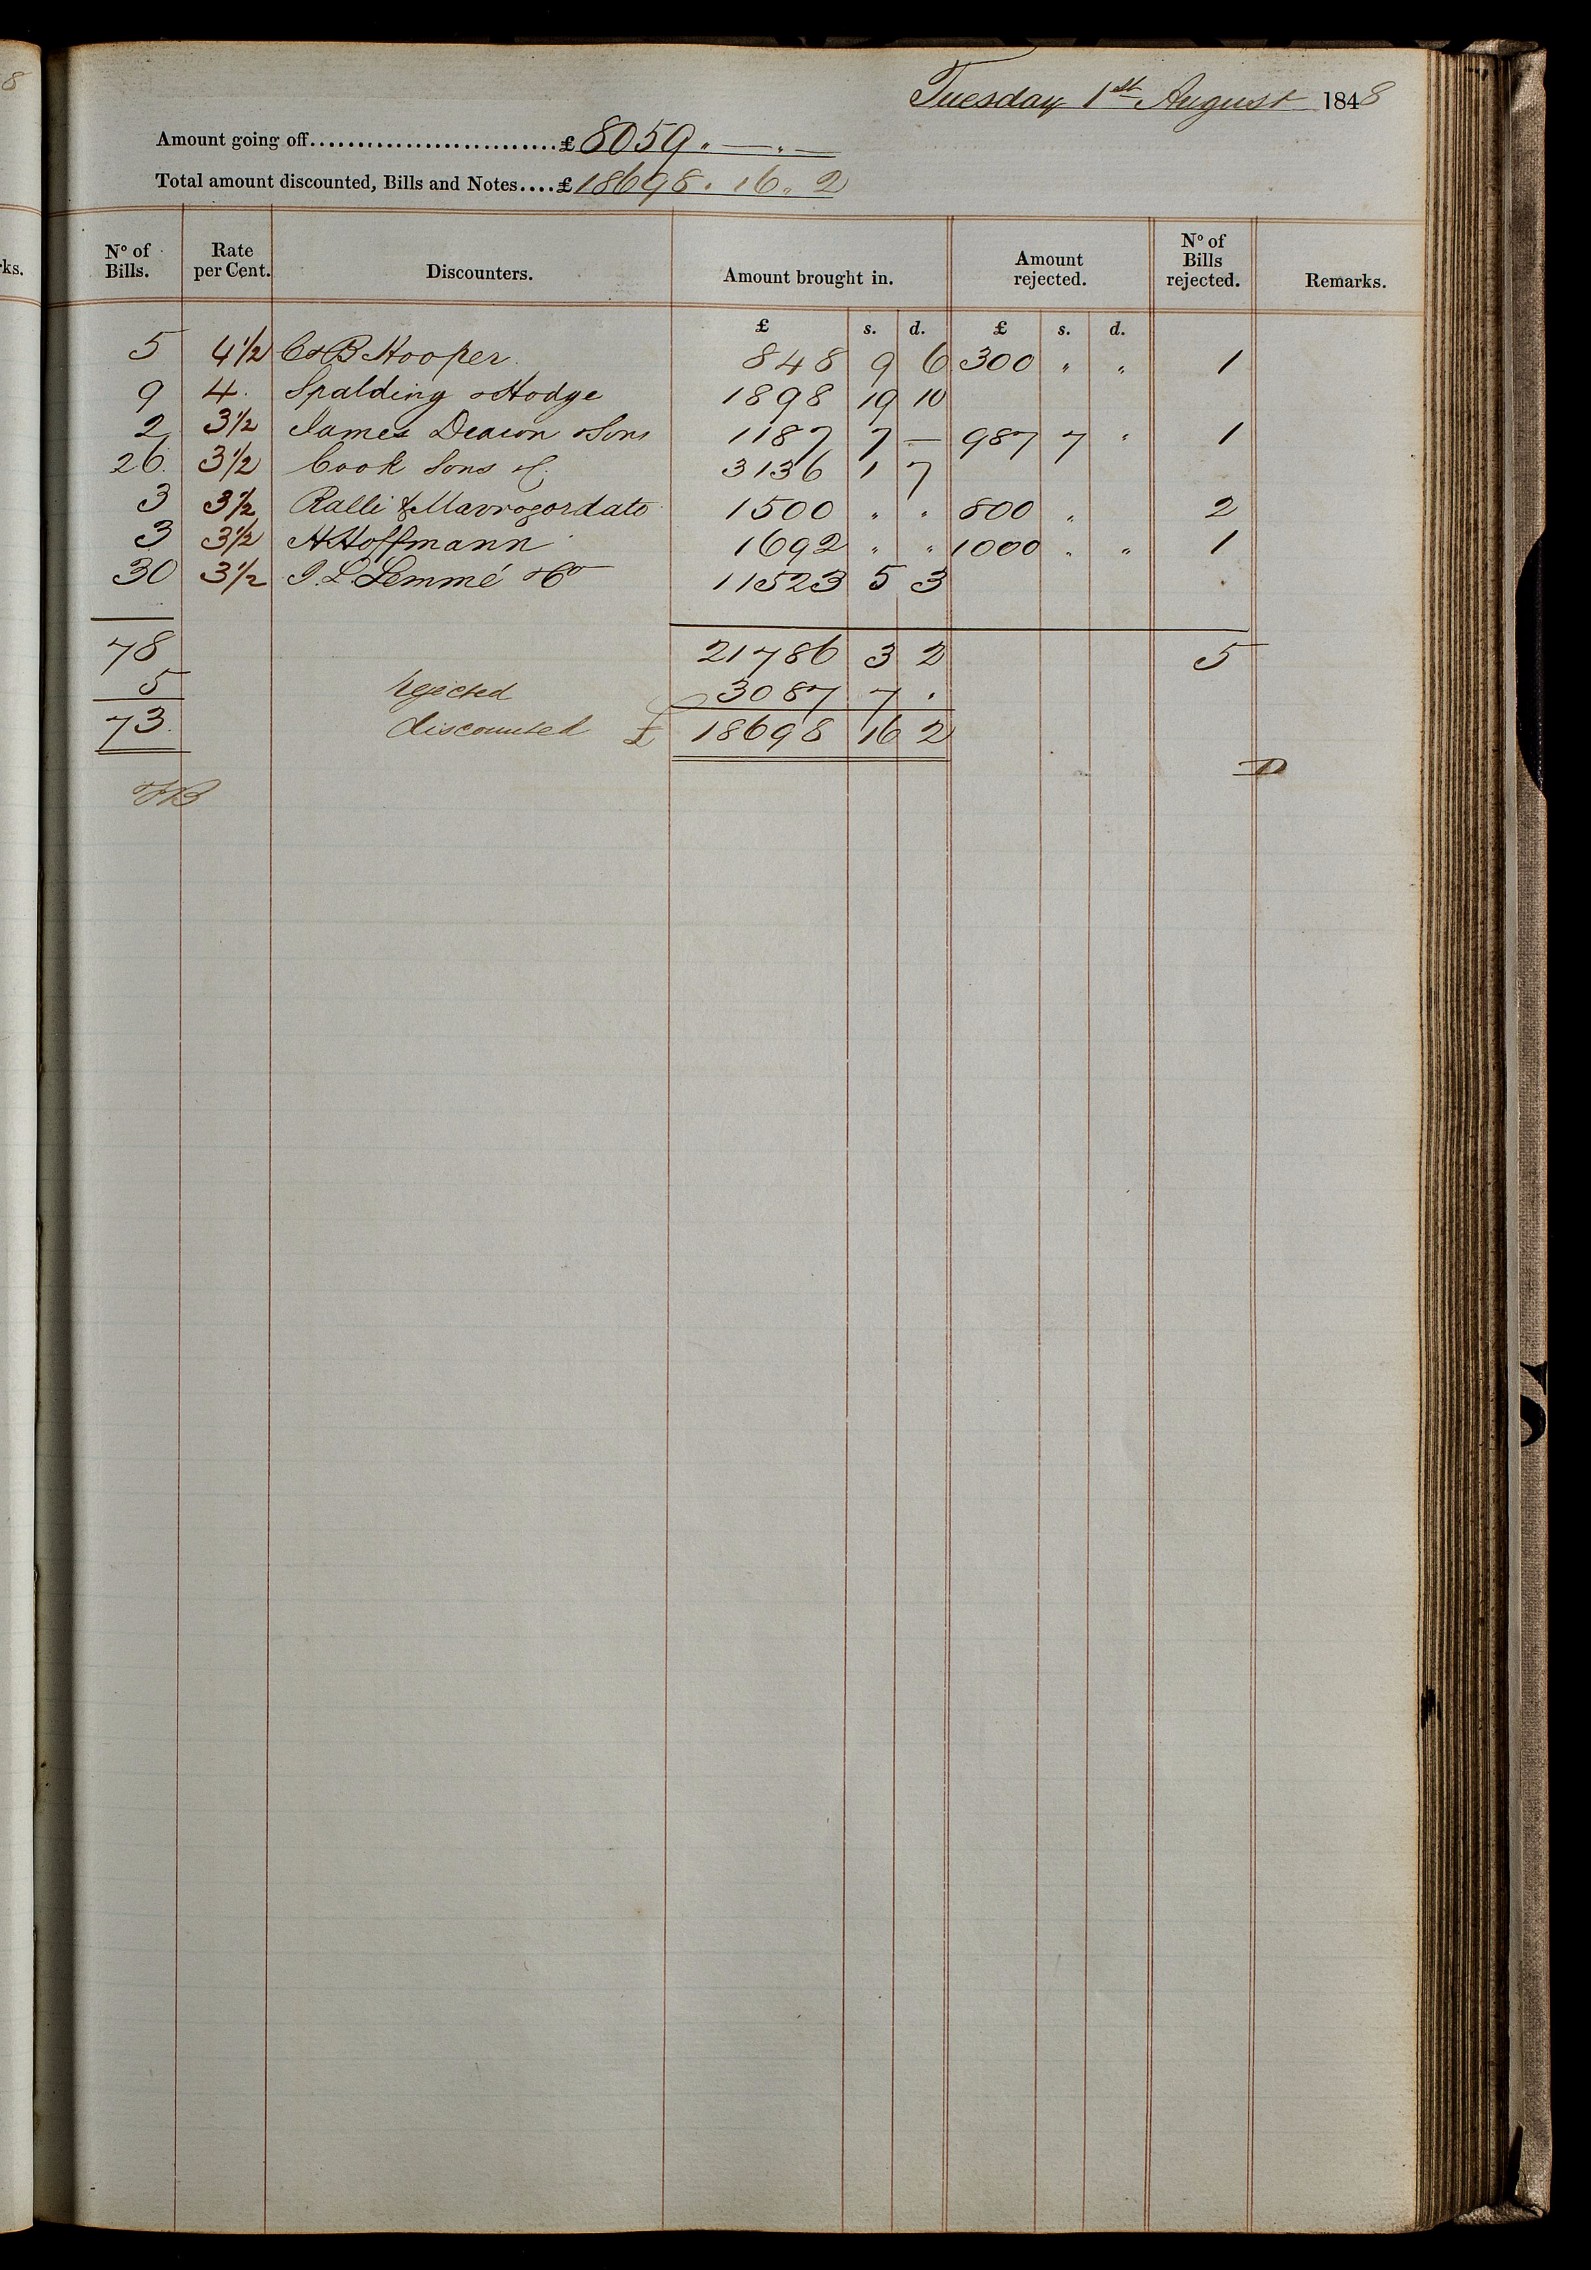 8
Tuesday 1st August 1848
Amount going off..........................£ 8059 " — " —
Total amount discounted, Bills and Notes....£ 18698 " 16 " 2
rks.
No of Bills. Rate per Cent. Discounters. Amount brought in. Amount rejected. No of Bills rejected. Remarks.
£ s. d. £ s. d.
5 4½ C & B Hooper. 848 9 6 300 " " 1
9 4. Spalding & Hodge 1898 19 10
2 3½ James Deacon & Sons 1187 7 — 987 7 " 1
26. 3½ Cook Sons & C. 3136 1 7
3 3½ Ralli & Mavrogordato 1500 " " 800 " 2
3 3½ H Hoffmann 1692 " " 1000 " " 1
30 3½ J. L. Lemmé & Co 11523 5 3
78 21786 3 2 5
5 rejected 3087 7 .
73. discounted £ 18698 16 2